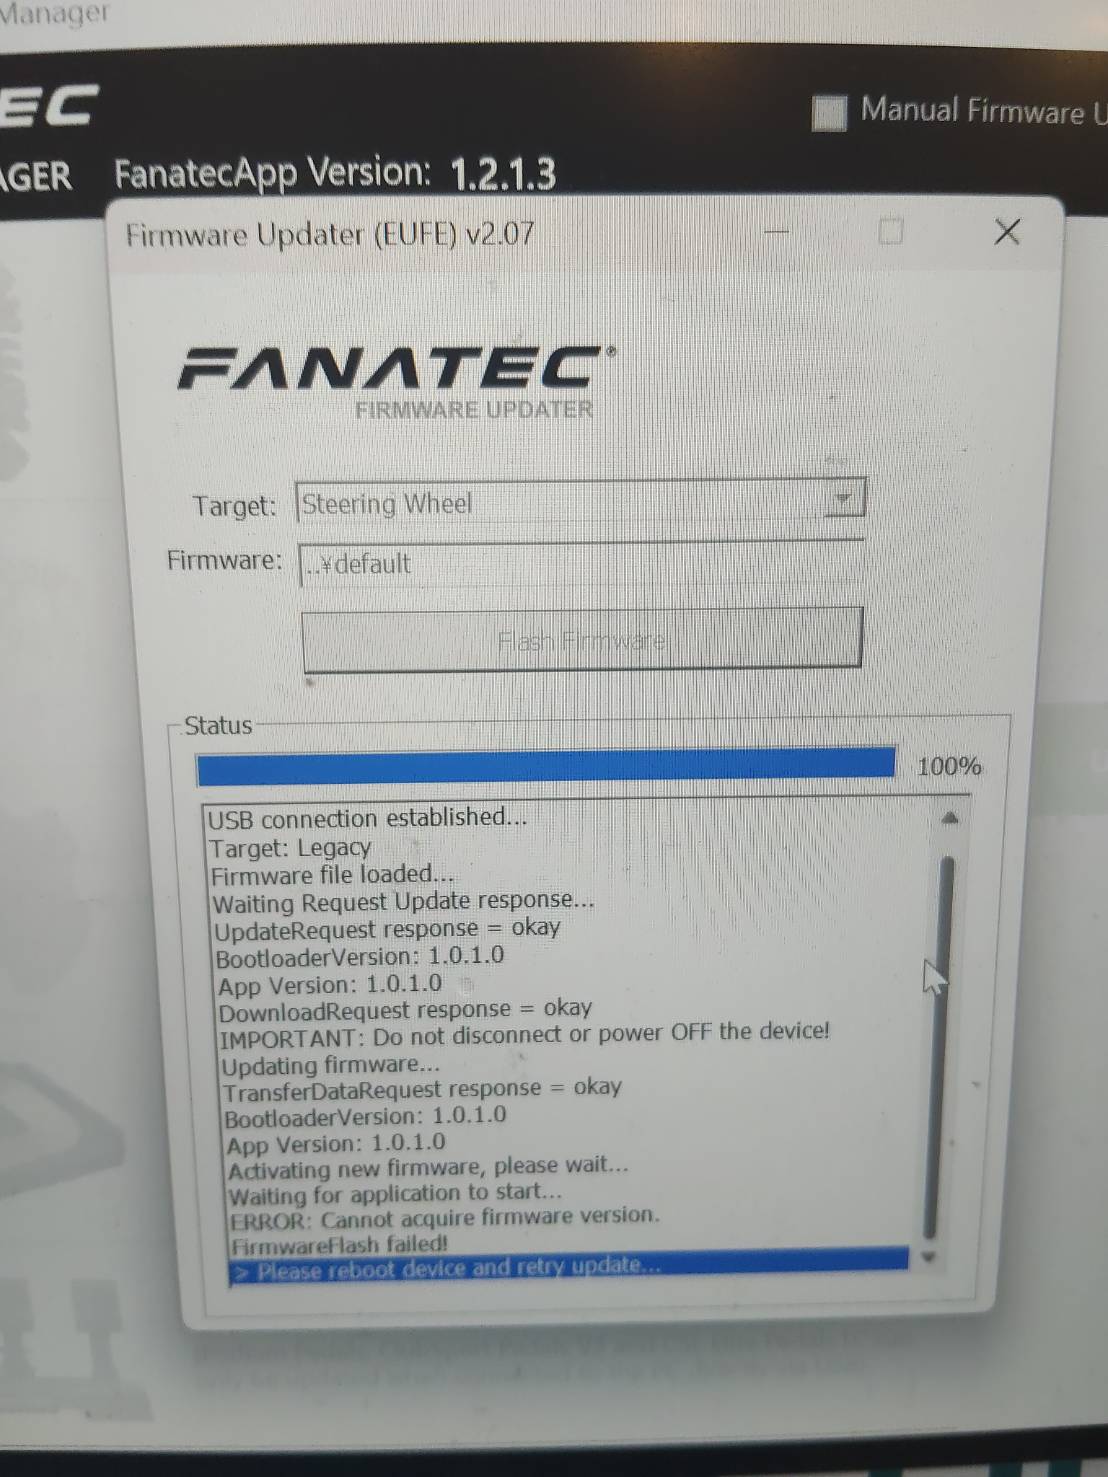 Manager
EC
Manual Firmware U
AGER FanatecApp Version: 1.2.1.3
Firmware Updater (EUFE) v2.07
FANATEC®
FIRMWARE UPDATER
Target: Steering Wheel
Firmware: ..¥default
Flash Firmware
Status
100%
USB connection established...
Target: Legacy
Firmware file loaded...
Waiting Request Update response...
UpdateRequest response = okay
BootloaderVersion: 1.0.1.0
App Version: 1.0.1.0
DownloadRequest response = okay
IMPORTANT: Do not disconnect or power OFF the device!
Updating firmware...
TransferDataRequest response = okay
BootloaderVersion: 1.0.1.0
App Version: 1.0.1.0
Activating new firmware, please wait...
Waiting for application to start...
ERROR: Cannot acquire firmware version.
FirmwareFlash failed!
> Please reboot device and retry update...